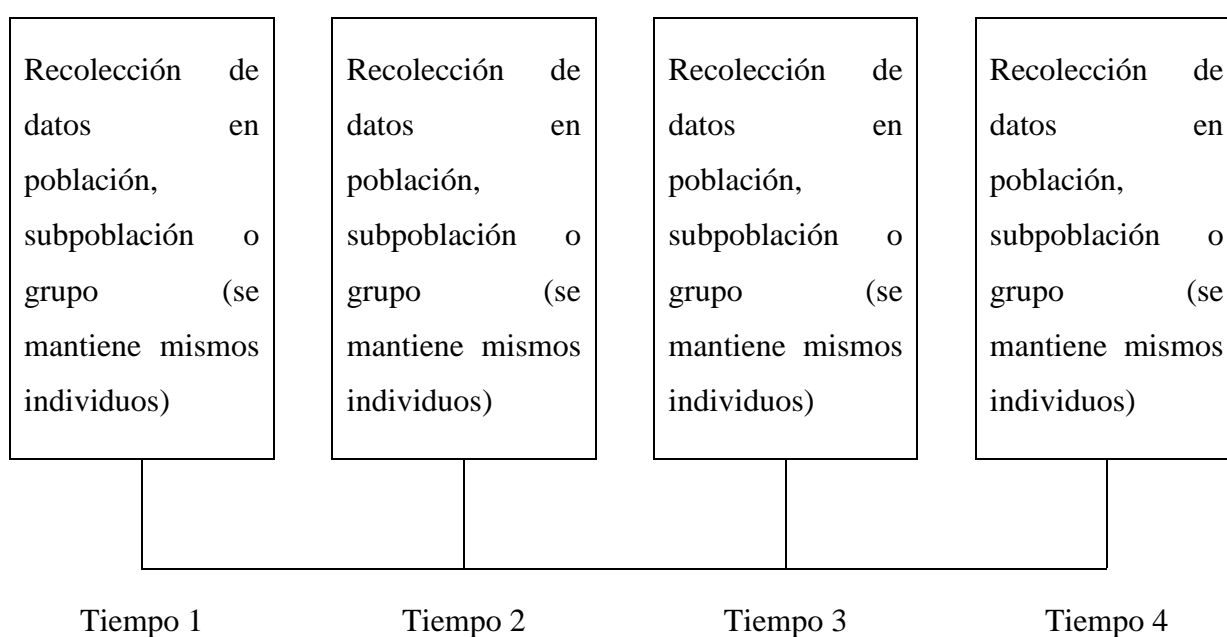 Recolección de
datos en
población,
subpoblación o
grupo (se
mantiene mismos
individuos)
Recolección de
datos en
población,
subpoblación o
grupo (se
mantiene mismos
individuos)
Recolección de
datos en
población,
subpoblación o
grupo (se
mantiene mismos
individuos)
Recolección de
datos en
población,
subpoblación o
grupo (se
mantiene mismos
individuos)
Tiempo 1
Tiempo 2
Tiempo 3
Tiempo 4